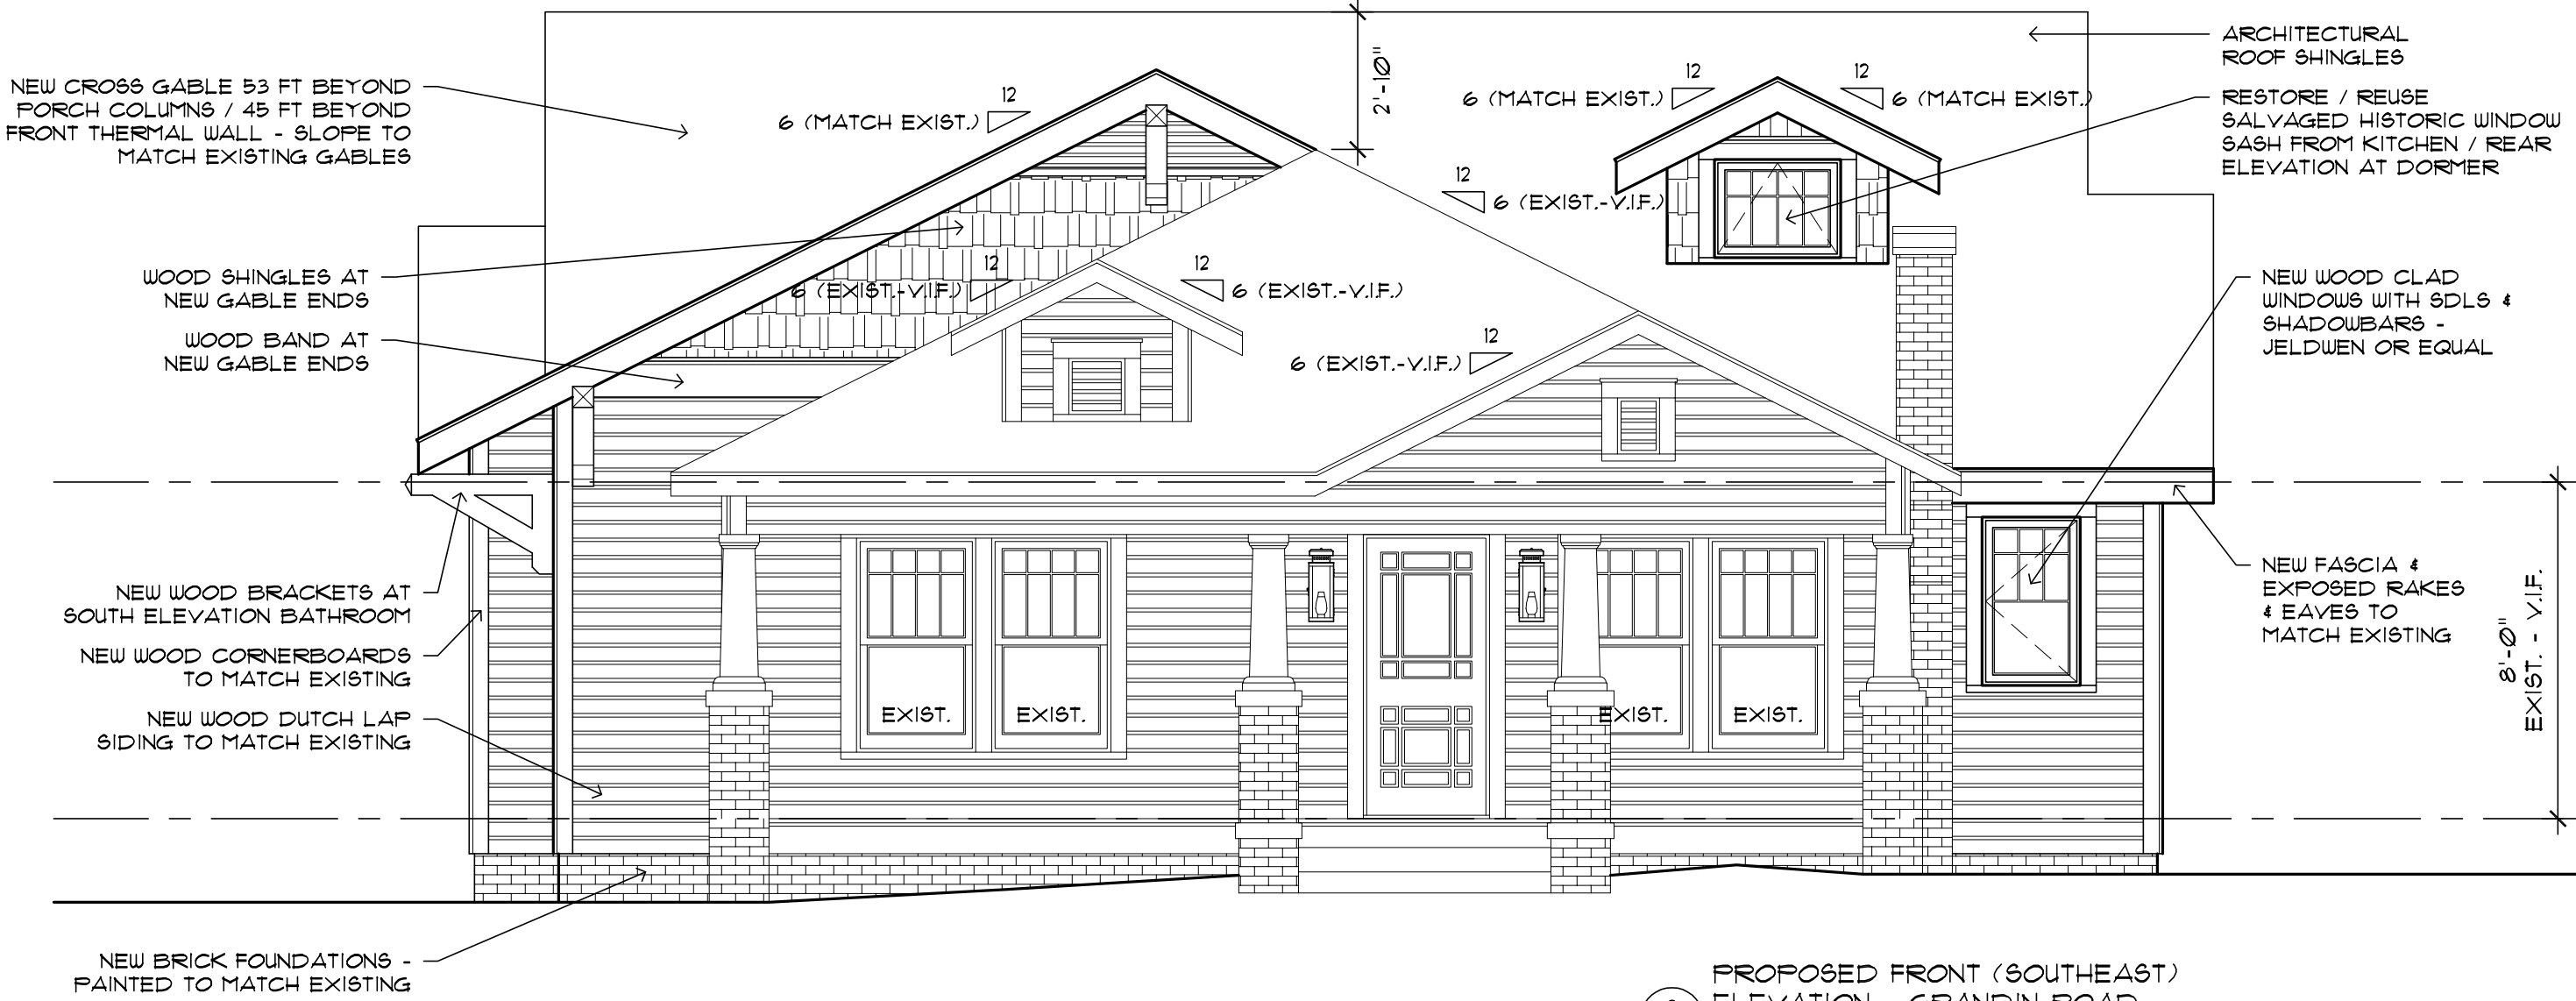 NEW CROSS GABLE 53 FT BEYOND
PORCH COLUMNS / 45 FT BEYOND
FRONT THERMAL WALL - SLOPE TO
MATCH EXISTING GABLES
WOOD SHINGLES AT
NEW GABLE ENDS
WOOD BAND AT
NEW GABLE ENDS
NEW WOOD BRACKETS AT
SOUTH ELEVATION BATHROOM
NEW WOOD CORNERBOARDS
TO MATCH EXISTING
NEW WOOD DUTCH LAP
SIDING TO MATCH EXISTING
NEW BRICK FOUNDATIONS -
PAINTED TO MATCH EXISTING
12
6 (MATCH EXIST.)
2'-10"
12
6 (MATCH EXIST.)
12
6 (MATCH EXIST.)
12
6 (EXIST.-V.I.F.)
12
6 (EXIST.-V.I.F.)
12
6 (EXIST.-V.I.F.)
12
6 (EXIST.-V.I.F.)
EXIST.
EXIST.
EXIST.
EXIST.
ARCHITECTURAL
ROOF SHINGLES
RESTORE / REUSE
SALVAGED HISTORIC WINDOW
SASH FROM KITCHEN / REAR
ELEVATION AT DORMER
NEW WOOD CLAD
WINDOWS WITH SDLS &
SHADOWBARS -
JELDWEN OR EQUAL
NEW FASCIA &
EXPOSED RAKES
& EAVES TO
MATCH EXISTING
8'-0"
EXIST. - V.I.F.
PROPOSED FRONT (SOUTHEAST)
ELEVATION - GRANDIN ROAD